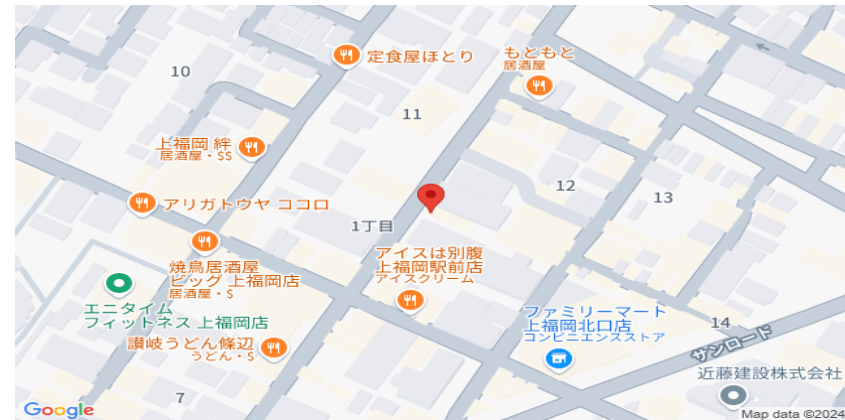 定食屋ほとり
もともと
居酒屋
10
11
上福岡 絆
居酒屋・SS
12
13
アリガトウヤ ココロ
1丁目
焼鳥居酒屋
ビッグ 上福岡店
居酒屋・S
アイスは別腹
上福岡駅前店
アイスクリーム
エニタイム
フィットネス 上福岡店
ファミリーマート
上福岡北口店
コンビニエンスストア
14
サンロード
讃岐うどん條辺
うどん・S
近藤建設株式会社
7
Google
Map data ©2024